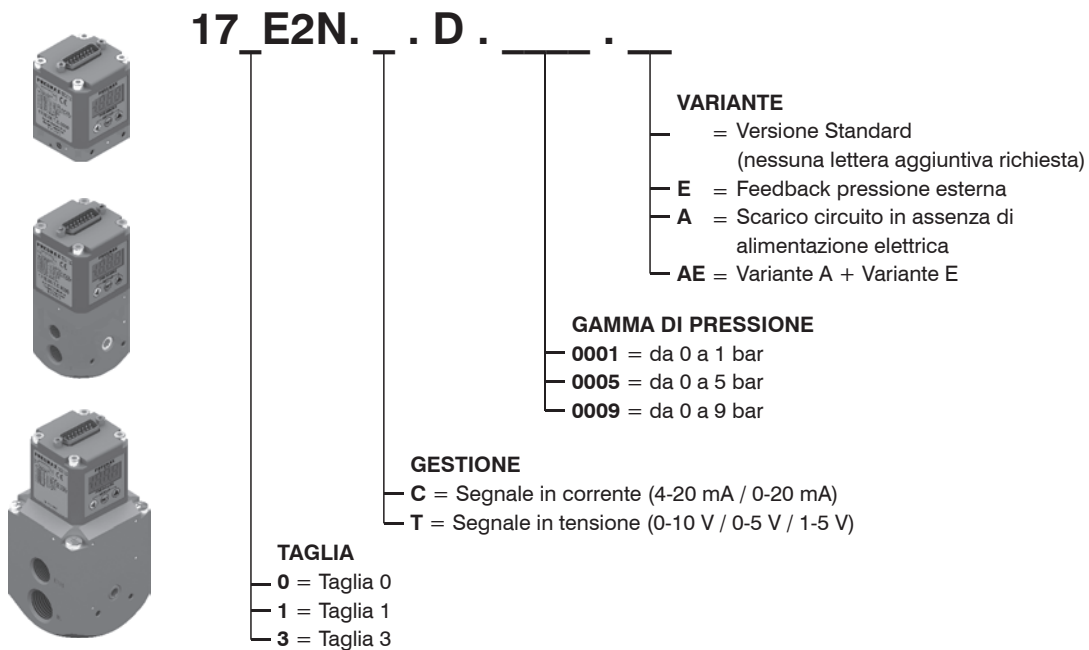 17_E2N. _ . D . ____ . __
VARIANTE
= Versione Standard
(nessuna lettera aggiuntiva richiesta)
E = Feedback pressione esterna
A = Scarico circuito in assenza di
alimentazione elettrica
AE = Variante A + Variante E
GAMMA DI PRESSIONE
0001 = da 0 a 1 bar
0005 = da 0 a 5 bar
0009 = da 0 a 9 bar
GESTIONE
C = Segnale in corrente (4-20 mA / 0-20 mA)
T = Segnale in tensione (0-10 V / 0-5 V / 1-5 V)
TAGLIA
0 = Taglia 0
1 = Taglia 1
3 = Taglia 3